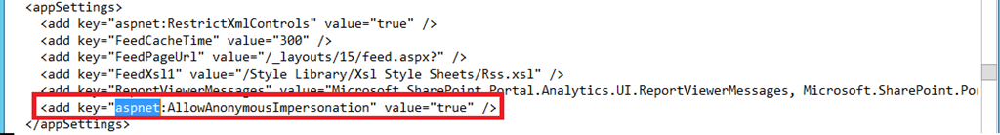 <appSettings>
<add key="aspnet:RestrictXmlControls" value="true" />
<add key="FeedCacheTime" value="300" />
<add key="FeedPageUrl" value="/_layouts/15/feed.aspx?" />
<add key="FeedXsl1" value="/Style Library/Xsl Style Sheets/Rss.xsl" />
<add key="ReportViewerMessages" value="Microsoft.SharePoint.Portal.Analytics.UI.ReportViewerMessages, Microsoft.SharePoint.Por
<add key="aspnet:AllowAnonymousImpersonation" value="true" />
</appSettings>